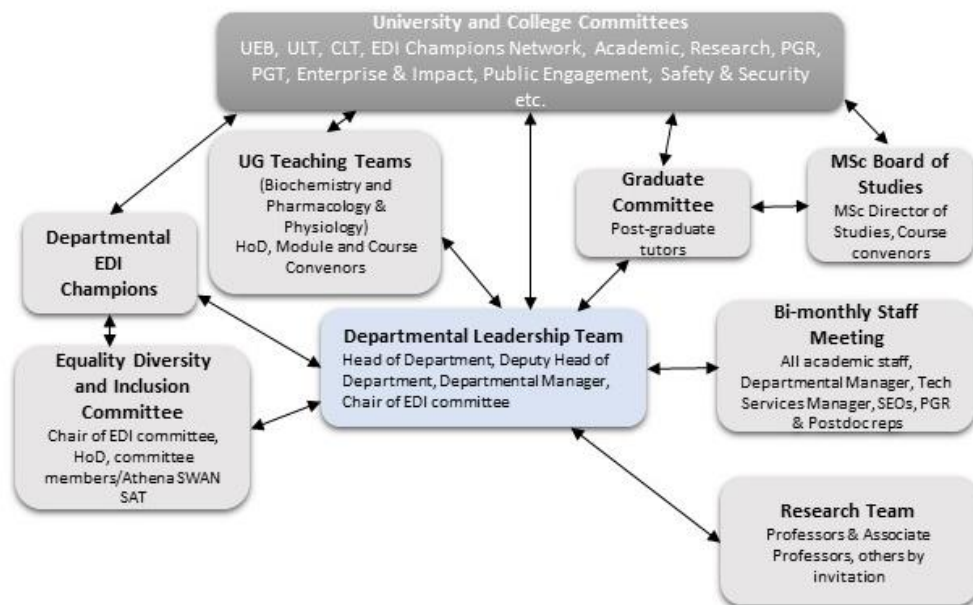 University and College Committees
UEB, ULT, CLT, EDI Champions Network, Academic, Research, PGR,
PGT, Enterprise & Impact, Public Engagement, Safety & Security
etc.
UG Teaching Teams
(Biochemistry and
Pharmacology &
Physiology)
HoD, Module and Course
Convenors
Graduate
Committee
Post-graduate
tutors
MSc Board of
Studies
MSc Director of
Studies, Course
convenors
Departmental
EDI
Champions
Departmental Leadership Team
Head of Department, Deputy Head of
Department, Departmental Manager,
Chair of EDI committee
Bi-monthly Staff
Meeting
All academic staff,
Departmental Manager, Tech
Services Manager, SEOs, PGR
& Postdoc reps
Equality Diversity
and Inclusion
Committee
Chair of EDI committee,
HoD, committee
members/Athena SWAN
SAT
Research Team
Professors & Associate
Professors, others by
invitation